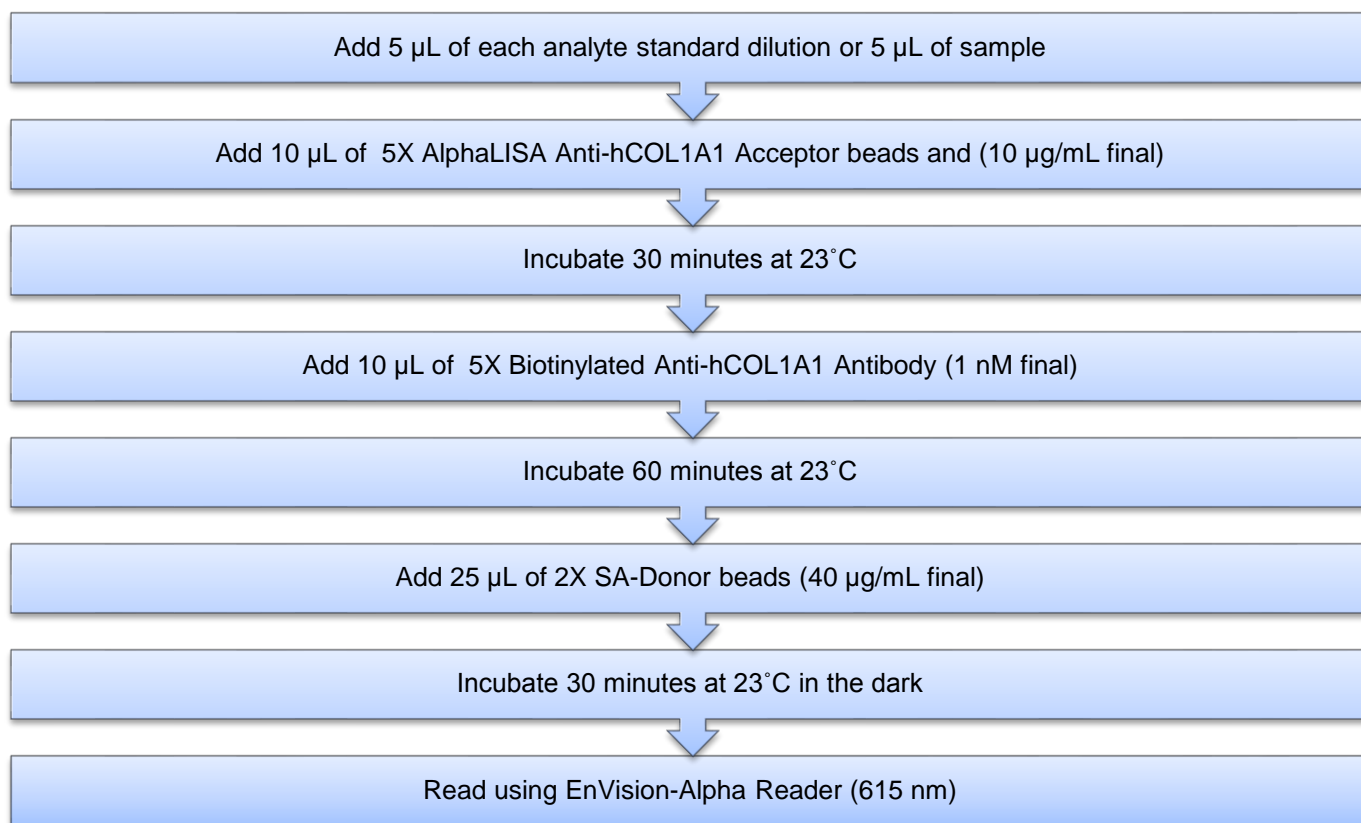 Add 5 µL of each analyte standard dilution or 5 µL of sample
Add 10 µL of  5X AlphaLISA Anti-hCOL1A1 Acceptor beads and (10 µg/mL final)
Incubate 30 minutes at 23˚C
Add 10 µL of  5X Biotinylated Anti-hCOL1A1 Antibody (1 nM final)
Incubate 60 minutes at 23˚C
Add 25 µL of 2X SA-Donor beads (40 µg/mL final)
Incubate 30 minutes at 23˚C in the dark
Read using EnVision-Alpha Reader (615 nm)